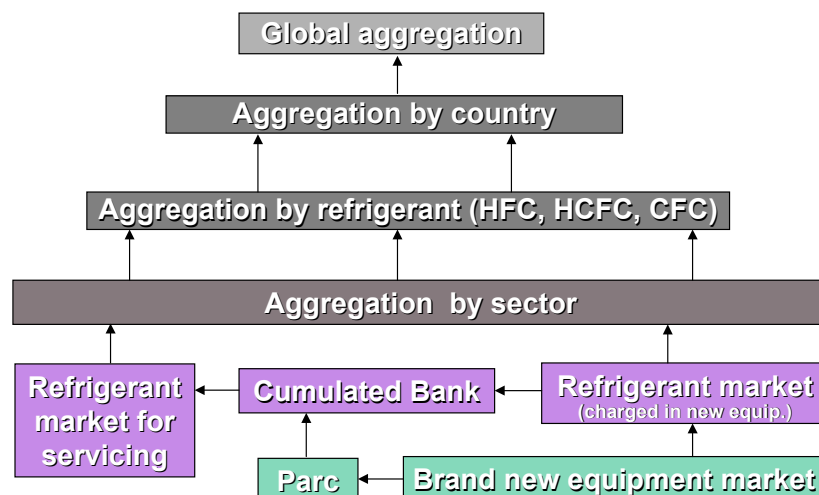 Global aggregation
Aggregation by country
Aggregation by refrigerant (HFC, HCFC, CFC)
Aggregation by sector
Refrigerant
market for
servicing
Cumulated Bank
Refrigerant market
(charged in new equip.)
Parc
Brand new equipment market